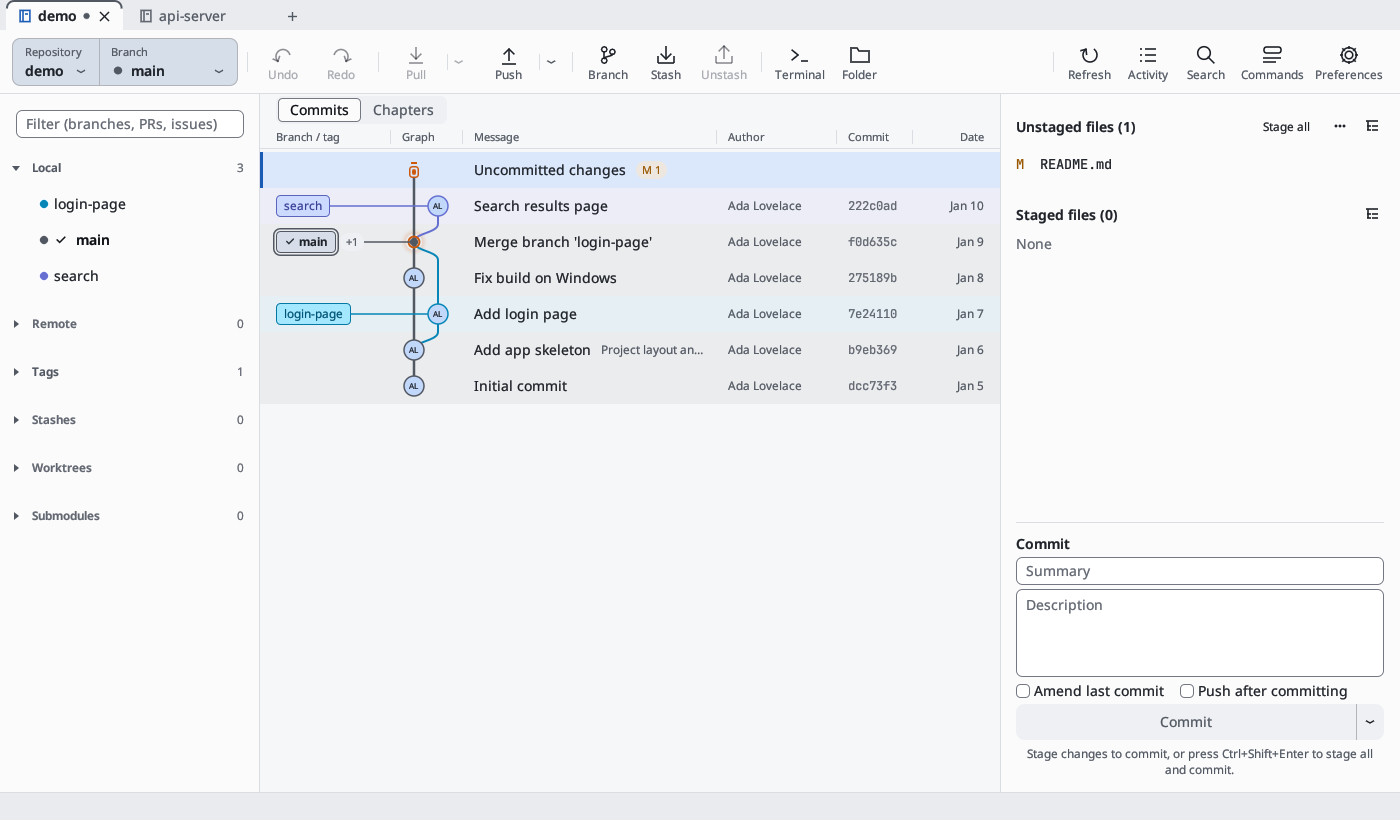 demo
api-server
Repository
demo
Branch
main
Undo
Redo
Pull
Push
Branch
Stash
Unstash
Terminal
Folder
Refresh
Activity
Search
Commands
Preferences
Filter (branches, PRs, issues)
Local 3
login-page
main
search
Remote 0
Tags 1
Stashes 0
Worktrees 0
Submodules 0
Commits Chapters
Branch / tag Graph Message Author Commit Date
Uncommitted changes M 1
search AL Search results page Ada Lovelace 222c0ad Jan 10
main +1 Merge branch 'login-page' Ada Lovelace f0d635c Jan 9
AL Fix build on Windows Ada Lovelace 275189b Jan 8
login-page AL Add login page Ada Lovelace 7e24110 Jan 7
AL Add app skeleton Project layout an... Ada Lovelace b9eb369 Jan 6
AL Initial commit Ada Lovelace dcc73f3 Jan 5
Unstaged files (1) Stage all
M README.md
Staged files (0)
None
Commit
Summary
Description
Amend last commit Push after committing
Commit
Stage changes to commit, or press Ctrl+Shift+Enter to stage all
and commit.